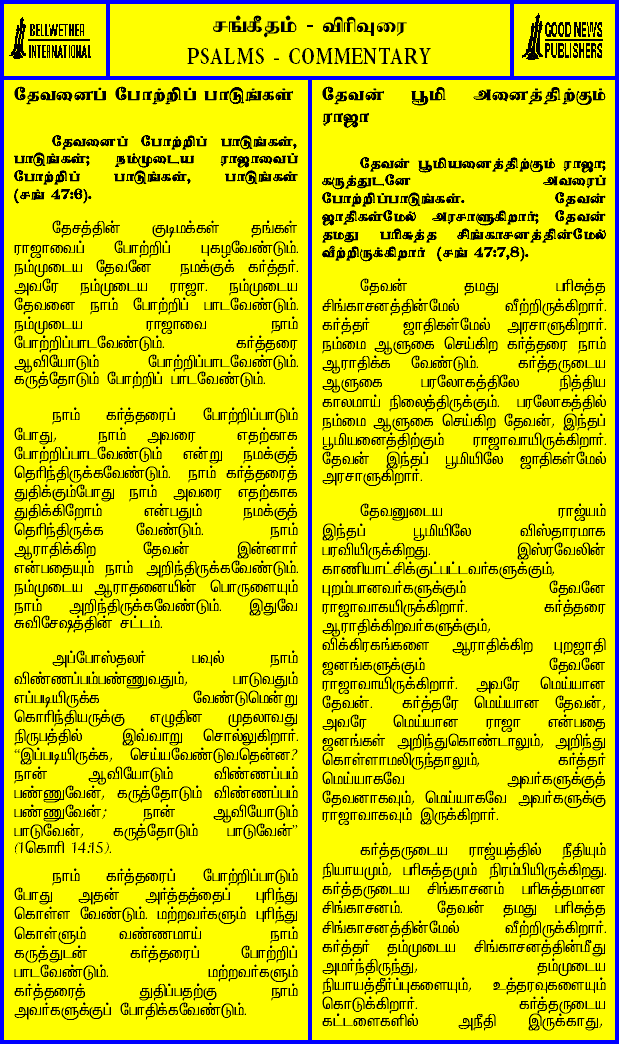 BELLWETHER
INTERNATIONAL
சங்கீதம் - விரிவுரை
PSALMS - COMMENTARY
GOOD NEWS
PUBLISHERS
தேவனைப் போற்றிப் பாடுங்கள்
தேவனைப் போற்றிப் பாடுங்கள்,
பாடுங்கள்; நம்முடைய ராஜாவைப்
போற்றிப் பாடுங்கள், பாடுங்கள்
(சங் 47:6).
தேசத்தின் குடிமக்கள் தங்கள்
ராஜாவைப் போற்றிப் புகழவேண்டும்.
நம்முடைய தேவனே நமக்குக் கர்த்தர்.
அவரே நம்முடைய ராஜா. நம்முடைய
தேவனை நாம் போற்றிப் பாடவேண்டும்.
நம்முடைய ராஜாவை நாம்
போற்றிப்பாடவேண்டும். கர்த்தரை
ஆவியோடும் போற்றிப்பாடவேண்டும்.
கருத்தோடும் போற்றிப் பாடவேண்டும்.
நாம் கர்த்தரைப் போற்றிப்பாடும்
போது, நாம் அவரை எதற்காக
போற்றிப்பாடவேண்டும் என்று நமக்குத்
தெரிந்திருக்கவேண்டும். நாம் கர்த்தரைத்
துதிக்கும்போது நாம் அவரை எதற்காக
துதிக்கிறோம் என்பதும் நமக்குத்
தெரிந்திருக்க வேண்டும். நாம்
ஆராதிக்கிற தேவன் இன்னார்
என்பதையும் நாம் அறிந்திருக்கவேண்டும்.
நம்முடைய ஆராதனையின் பொருளையும்
நாம் அறிந்திருக்கவேண்டும். இதுவே
சுவிசேஷத்தின் சட்டம்.
அப்போஸ்தலர் பவுல் நாம்
விண்ணப்பம்பண்ணுவதும், பாடுவதும்
எப்படியிருக்க வேண்டுமென்று
கொரிந்தியருக்கு எழுதின முதலாவது
நிருபத்தில் இவ்வாறு சொல்லுகிறார்.
"இப்படியிருக்க, செய்யவேண்டுவதென்ன?
நான் ஆவியோடும் விண்ணப்பம்
பண்ணுவேன், கருத்தோடும் விண்ணப்பம்
பண்ணுவேன்; நான் ஆவியோடும்
பாடுவேன், கருத்தோடும் பாடுவேன்"
(1கொரி 14:15).
நாம் கர்த்தரைப் போற்றிப்பாடும்
போது அதன் அர்த்தத்தைப் புரிந்து
கொள்ள வேண்டும். மற்றவர்களும் புரிந்து
கொள்ளும் வண்ணமாய் நாம்
கருத்துடன் கர்த்தரைப் போற்றிப்
பாடவேண்டும். மற்றவர்களும்
கர்த்தரைத் துதிப்பதற்கு நாம்
அவர்களுக்குப் போதிக்கவேண்டும்.
தேவன் பூமி அனைத்திற்கும்
ராஜா
தேவன் பூமியனைத்திற்கும் ராஜா;
கருத்துடனே அவரைப்
போற்றிப்பாடுங்கள். தேவன்
ஜாதிகள்மேல் அரசாளுகிறார்; தேவன்
தமது பரிசுத்த சிங்காசனத்தின்மேல்
வீற்றிருக்கிறார் (சங் 47:7,8).
தேவன் தமது பரிசுத்த
சிங்காசனத்தின்மேல் வீற்றிருக்கிறார்.
கர்த்தர் ஜாதிகள்மேல் அரசாளுகிறார்.
நம்மை ஆளுகை செய்கிற கர்த்தரை நாம்
ஆராதிக்க வேண்டும். கர்த்தருடைய
ஆளுகை பரலோகத்திலே நித்திய
காலமாய் நிலைத்திருக்கும். பரலோகத்தில்
நம்மை ஆளுகை செய்கிற தேவன், இந்தப்
பூமியனைத்திற்கும் ராஜாவாயிருக்கிறார்.
தேவன் இந்தப் பூமியிலே ஜாதிகள்மேல்
அரசாளுகிறார்.
தேவனுடைய ராஜ்யம்
இந்தப் பூமியிலே விஸ்தாரமாக
பரவியிருக்கிறது. இஸ்ரவேலின்
காணியாட்சிக்குட்பட்டவர்களுக்கும்,
புறம்பானவர்களுக்கும் தேவனே
ராஜாவாகயிருக்கிறார். கர்த்தரை
ஆராதிக்கிறவர்களுக்கும்,
விக்கிரகங்களை ஆராதிக்கிற புறஜாதி
ஜனங்களுக்கும் தேவனே
ராஜாவாயிருக்கிறார். அவரே மெய்யான
தேவன். கர்த்தரே மெய்யான தேவன்,
அவரே மெய்யான ராஜா என்பதை
ஜனங்கள் அறிந்துகொண்டாலும், அறிந்து
கொள்ளாமலிருந்தாலும், கர்த்தர்
மெய்யாகவே அவர்களுக்குத்
தேவனாகவும், மெய்யாகவே அவர்களுக்கு
ராஜாவாகவும் இருக்கிறார்.
கர்த்தருடைய ராஜ்யத்தில் நீதியும்
நியாயமும், பரிசுத்தமும் நிரம்பியிருக்கிறது.
கர்த்தருடைய சிங்காசனம் பரிசுத்தமான
சிங்காசனம். தேவன் தமது பரிசுத்த
சிங்காசனத்தின்மேல் வீற்றிருக்கிறார்.
கர்த்தர் தம்முடைய சிங்காசனத்தின்மீது
அமர்ந்திருந்து, தம்முடைய
நியாயத்தீர்ப்புகளையும், உத்தரவுகளையும்
கொடுக்கிறார். கர்த்தருடைய
கட்டளைகளில் அநீதி இருக்காது,